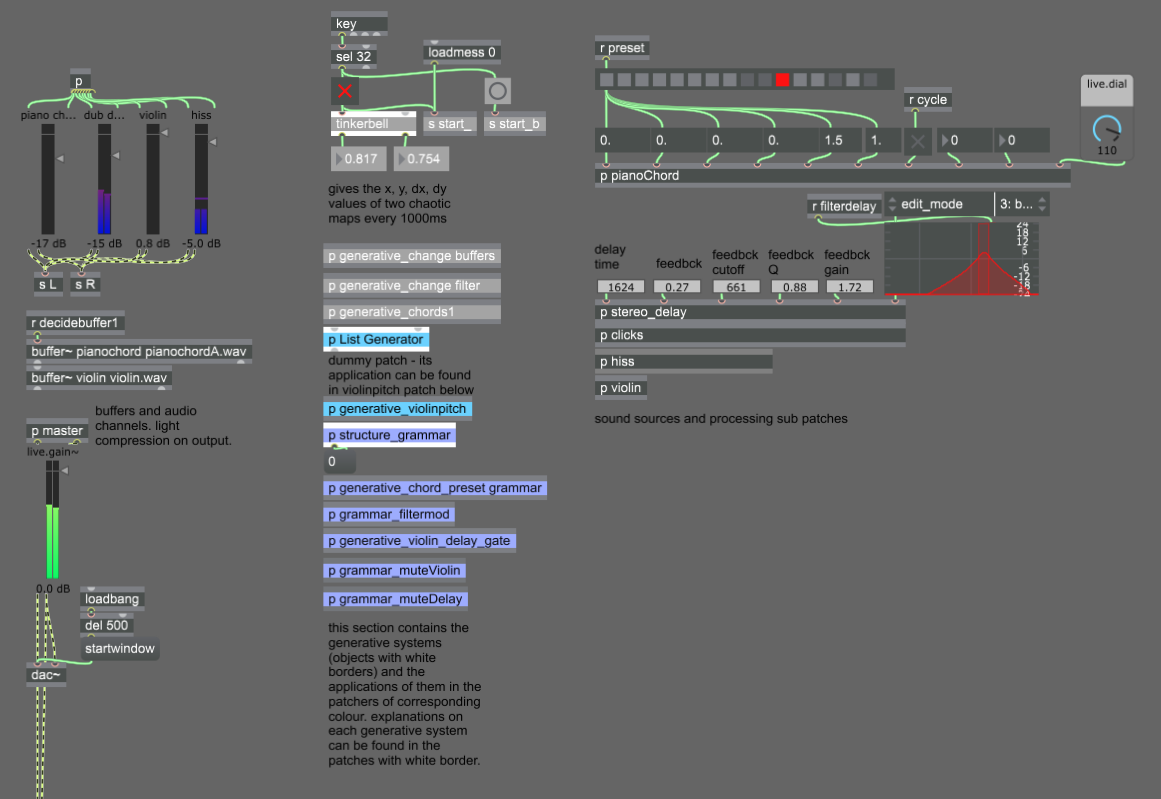 p
piano ch...
dub d...
violin
hiss
-17 dB
-15 dB
0.8 dB
-5.0 dB
s L
s R
r decidebuffer1
buffer~ pianochord pianochordA.wav
buffer~ violin violin.wav
buffers and audio
channels. light
compression on output.
p master
live.gain~
0.0 dB
loadbang
del 500
startwindow
dac~
key
sel 32
loadmess 0
tinkerbell
s start_
s start_b
0.817
0.754
gives the x, y, dx, dy
values of two chaotic
maps every 1000ms
p generative_change buffers
p generative_change filter
p generative_chords1
p List Generator
dummy patch - its
application can be found
in violinpitch patch below
p generative_violinpitch
p structure_grammar
0
p generative_chord_preset grammar
p grammar_filtermod
p generative_violin_delay_gate
p grammar_muteViolin
p grammar_muteDelay
this section contains the
generative systems
(objects with white
borders) and the
applications of them in the
patchers of corresponding
colour. explanations on
each generative system
can be found in the
patches with white border.
r preset
r cycle
live.dial
110
0.
0.
0.
0.
1.5
1.
0
0
p pianoChord
r filterdelay
edit_mode
3: b...
24
18
12
5
-6
-12
-18
delay
time
feedbck
feedbck
cutoff
feedbck
Q
feedbck
gain
1624
0.27
661
0.88
1.72
p stereo_delay
p clicks
p hiss
p violin
sound sources and processing sub patches